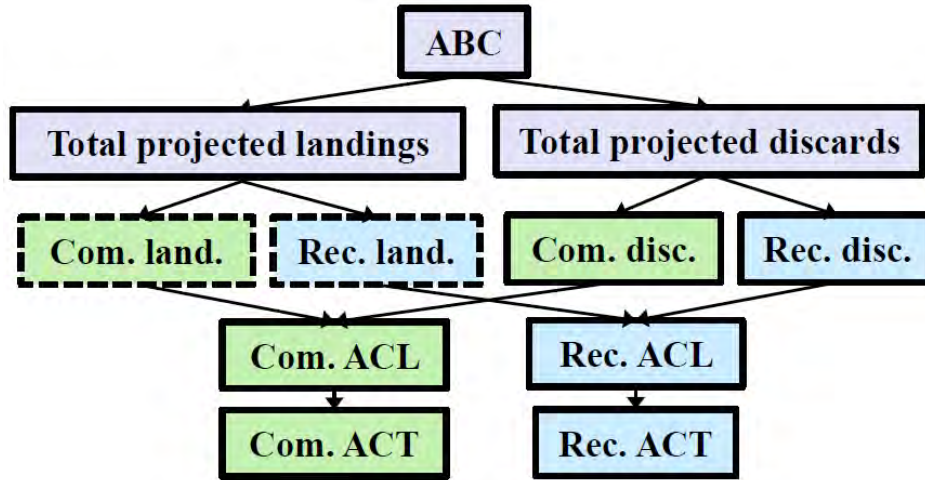 ABC
Total projected landings
Total projected discards
Com. land.
Rec. land.
Com. disc.
Rec. disc.
Com. ACL
Rec. ACL
Com. ACT
Rec. ACT